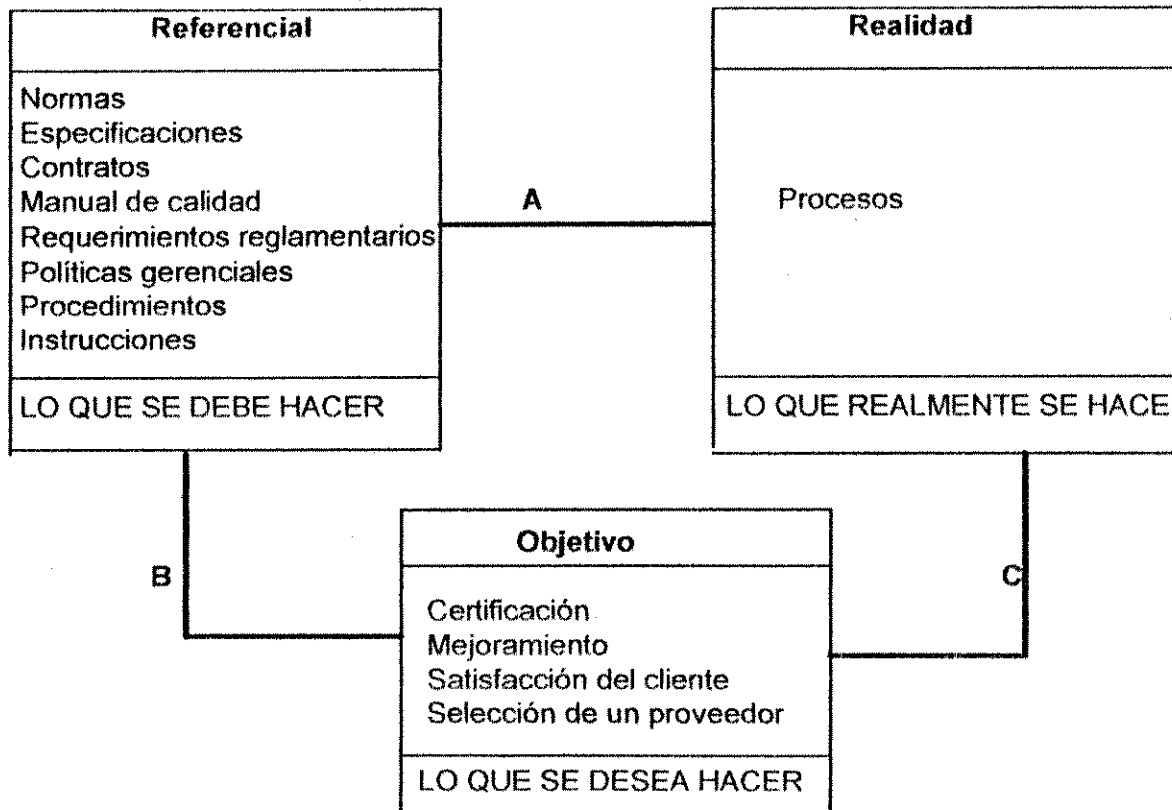 Referencial
Normas
Especificaciones
Contratos
Manual de calidad
Requerimientos reglamentarios
Políticas gerenciales
Procedimientos
Instrucciones
LO QUE SE DEBE HACER
A
Realidad
Procesos
LO QUE REALMENTE SE HACE
B
Objetivo
Certificación
Mejoramiento
Satisfacción del cliente
Selección de un proveedor
LO QUE SE DESEA HACER
C